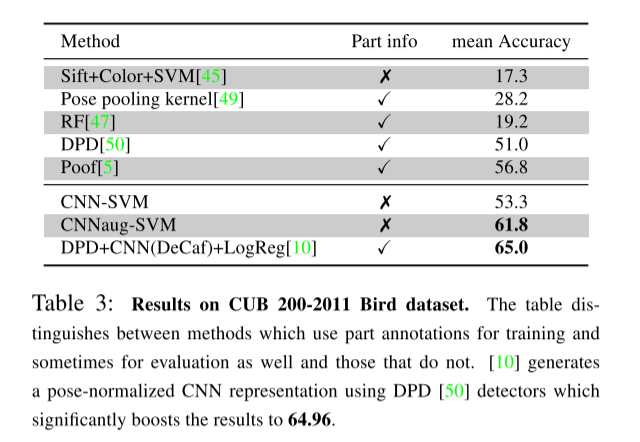 Method Part info mean Accuracy
Sift+Color+SVM[45] ✗ 17.3
Pose pooling kernel[49] ✓ 28.2
RF[47] ✓ 19.2
DPD[50] ✓ 51.0
Poof[5] ✓ 56.8
CNN-SVM ✗ 53.3
CNNaug-SVM ✗ 61.8
DPD+CNN(DeCaf)+LogReg[10] ✓ 65.0
Table 3: Results on CUB 200-2011 Bird dataset. The table dis-
tinguishes between methods which use part annotations for training and
sometimes for evaluation as well and those that do not. [10] generates
a pose-normalized CNN representation using DPD [50] detectors which
significantly boosts the results to 64.96.